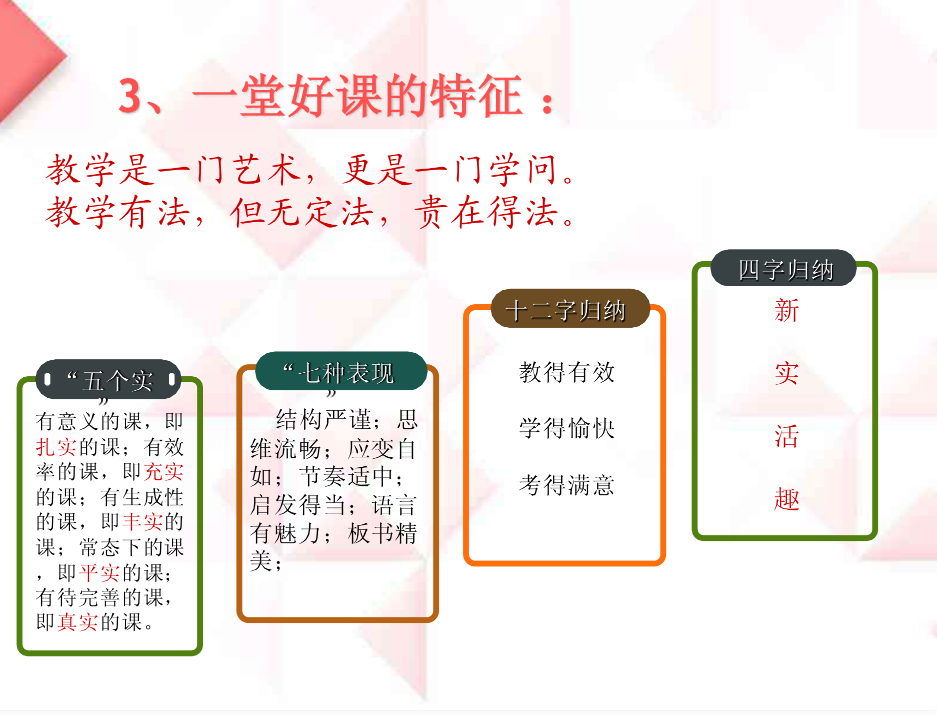 3、一堂好课的特征：
教学是一门艺术，更是一门学问。
教学有法，但无定法，贵在得法。
“五个实
”
有意义的课，即
扎实的课；有效
率的课，即充实
的课；有生成性
的课，即丰实的
课；常态下的课
，即平实的课；
有待完善的课，
即真实的课。
“七种表现
”
结构严谨；思
维流畅；应变自
如；节奏适中；
启发得当；语言
有魅力；板书精
美；
十二字归纳
教得有效
学得愉快
考得满意
四字归纳
新
实
活
趣